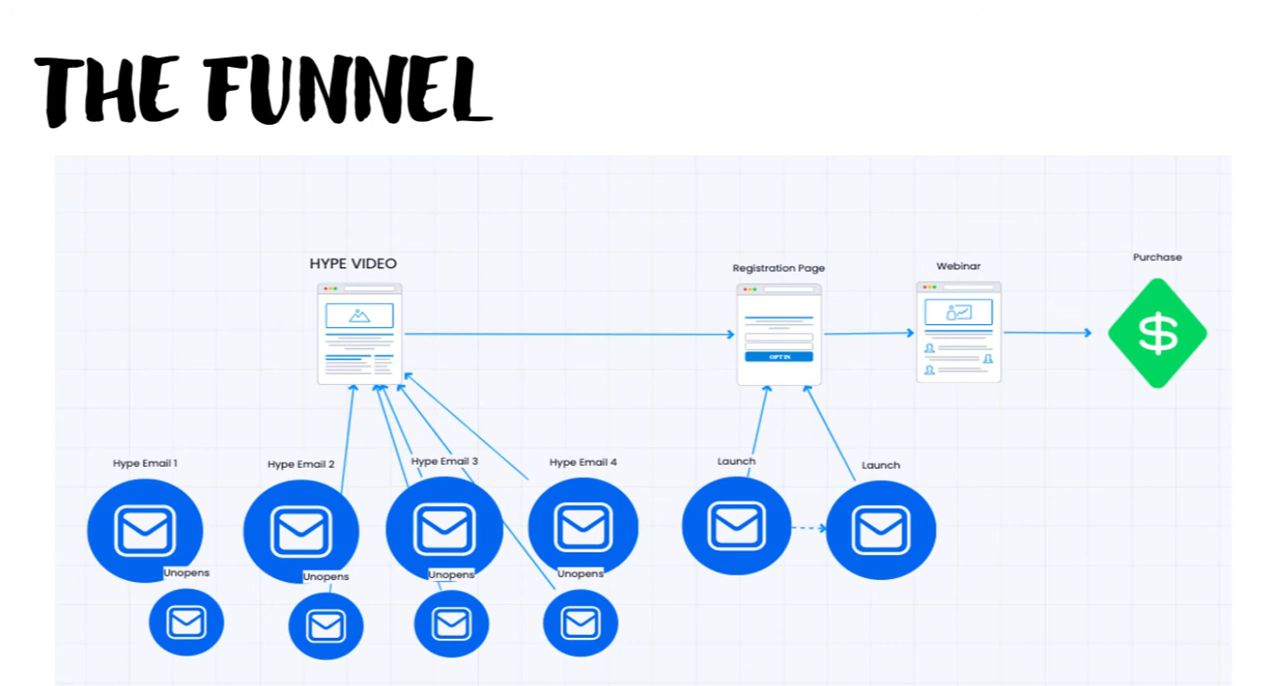 THE FUNNEL
HYPE VIDEO
Registration Page
Webinar
Purchase
OPT IN
Hype Email 1
Hype Email 2
Hype Email 3
Hype Email 4
Launch
Launch
Unopens
Unopens
Unopens
Unopens